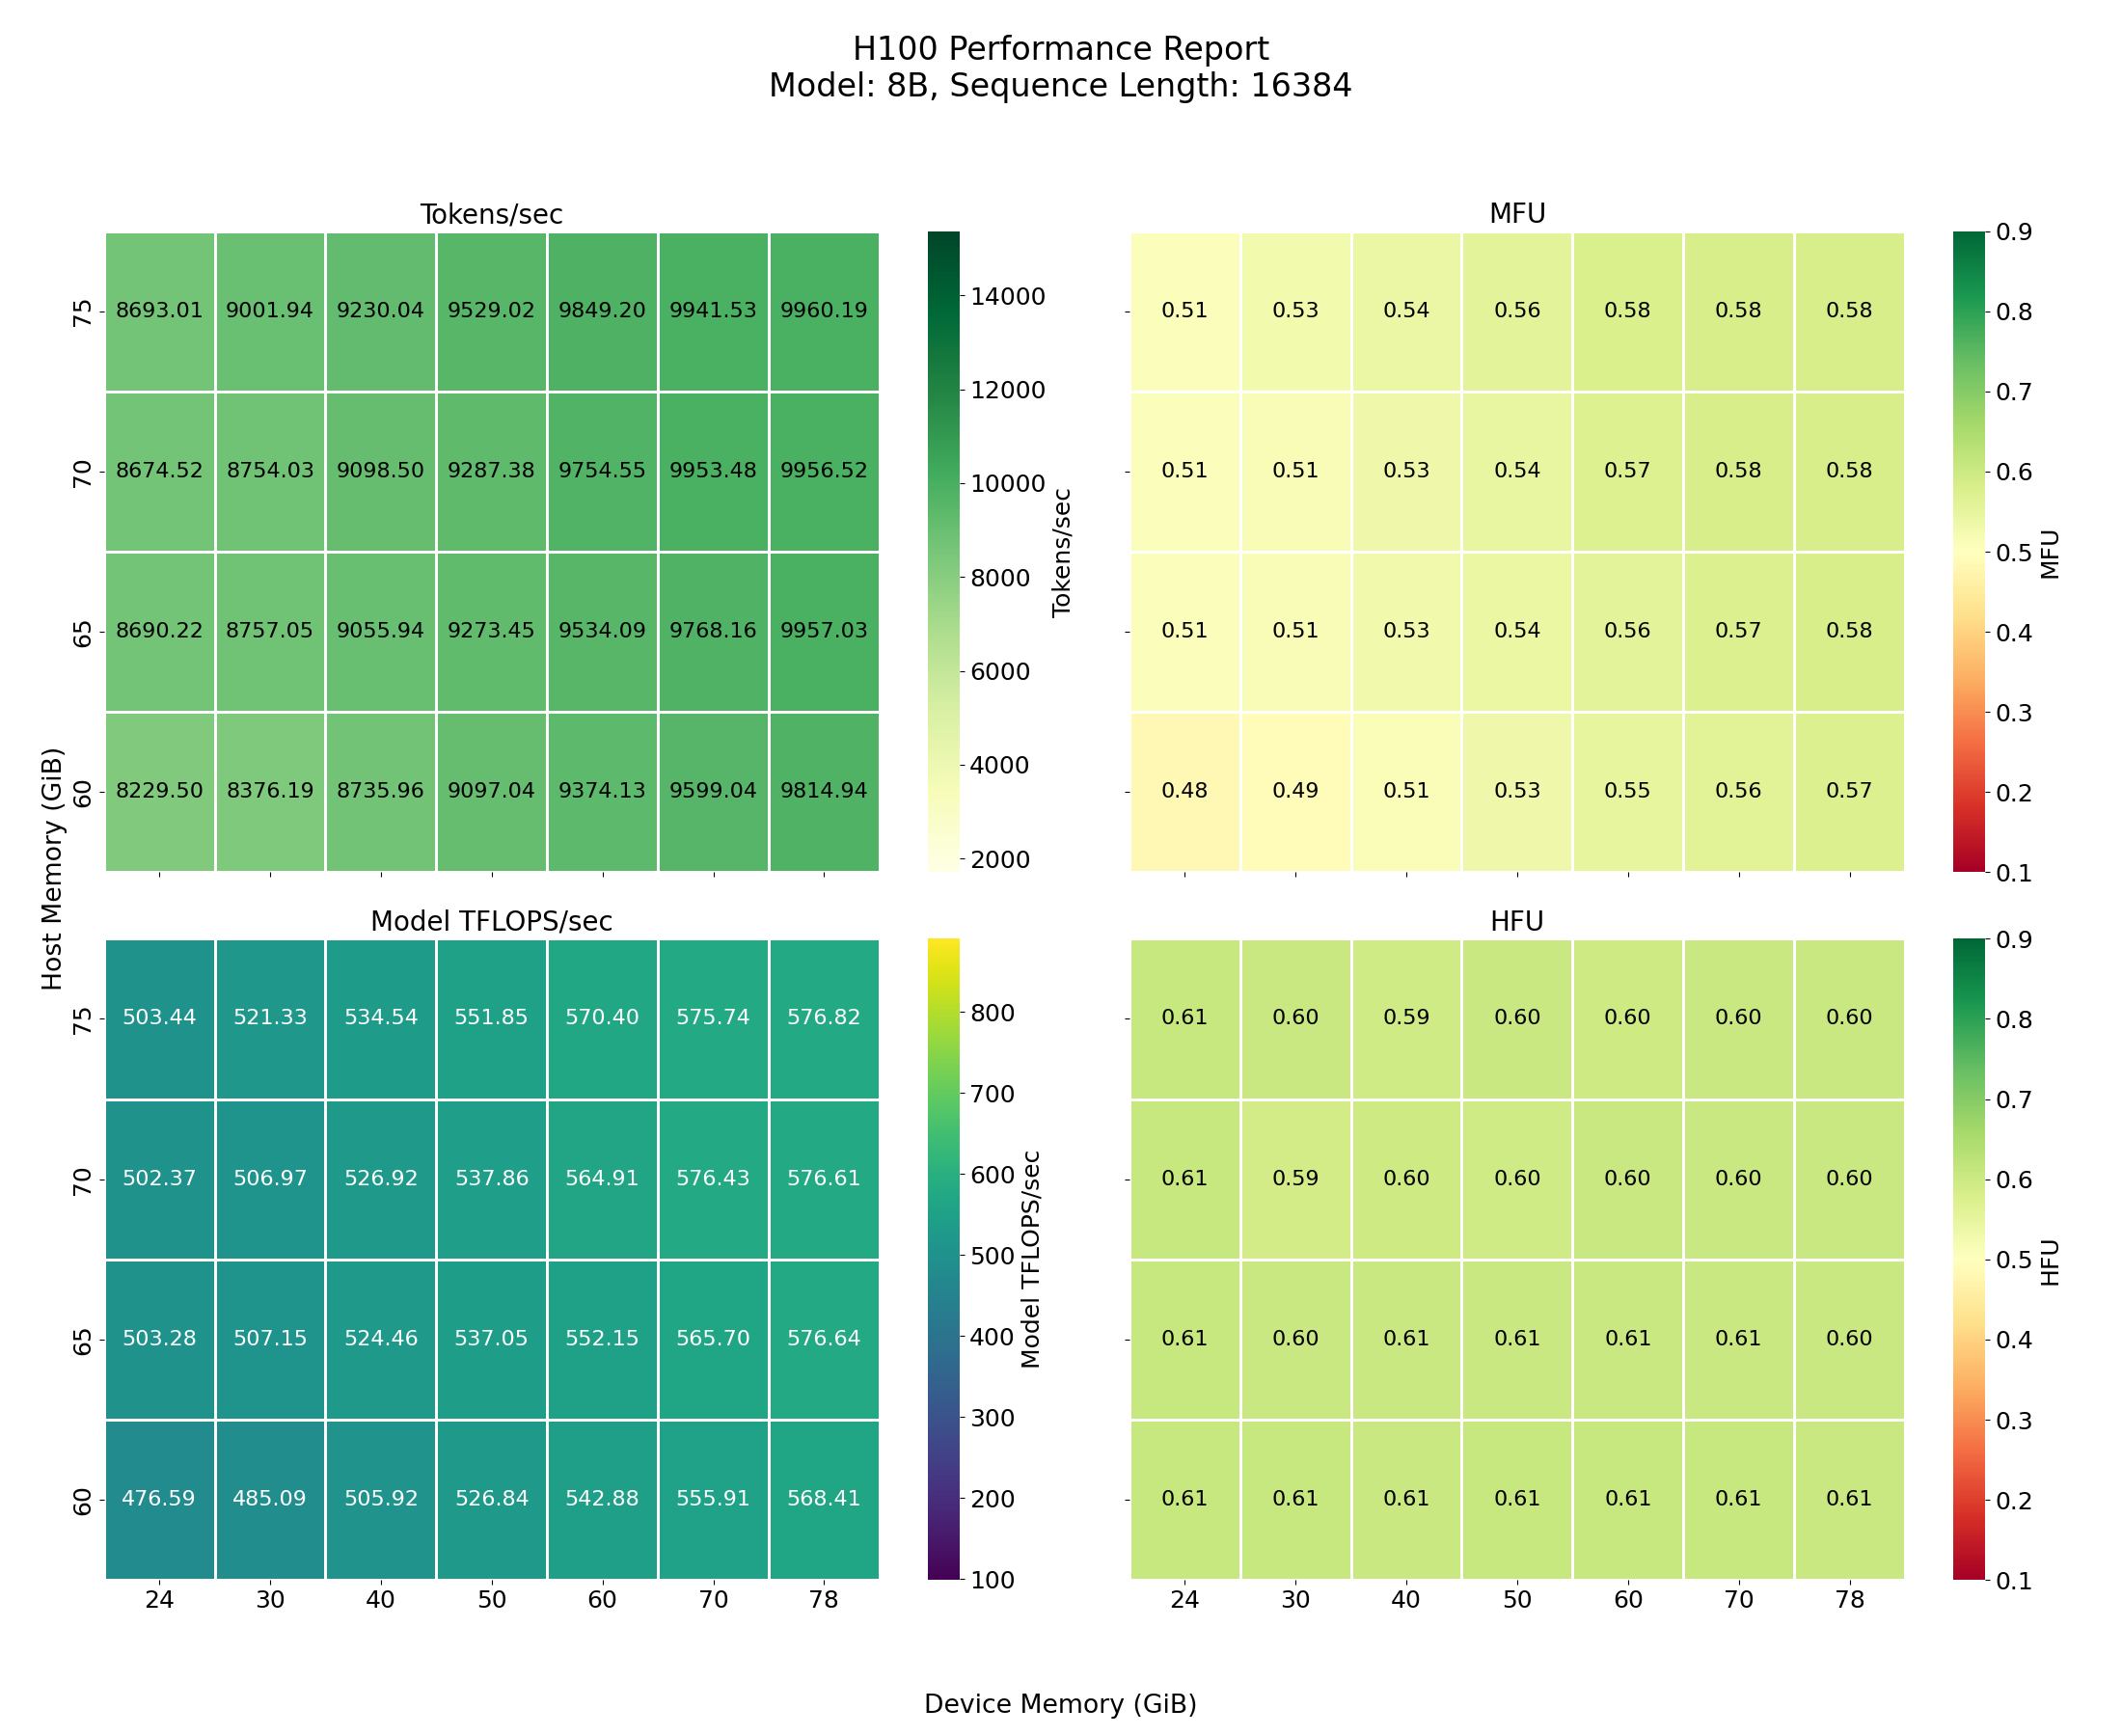 H100 Performance Report
Model: 8B, Sequence Length: 16384
Tokens/sec
75 8693.01 9001.94 9230.04 9529.02 9849.20 9941.53 9960.19
70 8674.52 8754.03 9098.50 9287.38 9754.55 9953.48 9956.52
65 8690.22 8757.05 9055.94 9273.45 9534.09 9768.16 9957.03
60 8229.50 8376.19 8735.96 9097.04 9374.13 9599.04 9814.94
14000
12000
10000
8000
6000
4000
2000
Tokens/sec
MFU
0.51 0.53 0.54 0.56 0.58 0.58 0.58
0.51 0.51 0.53 0.54 0.57 0.58 0.58
0.51 0.51 0.53 0.54 0.56 0.57 0.58
0.48 0.49 0.51 0.53 0.55 0.56 0.57
0.9
0.8
0.7
0.6
0.5
0.4
0.3
0.2
0.1
MFU
Host Memory (GiB)
Model TFLOPS/sec
75 503.44 521.33 534.54 551.85 570.40 575.74 576.82
70 502.37 506.97 526.92 537.86 564.91 576.43 576.61
65 503.28 507.15 524.46 537.05 552.15 565.70 576.64
60 476.59 485.09 505.92 526.84 542.88 555.91 568.41
24 30 40 50 60 70 78
800
700
600
500
400
300
200
100
Model TFLOPS/sec
HFU
0.61 0.60 0.59 0.60 0.60 0.60 0.60
0.61 0.59 0.60 0.60 0.60 0.60 0.60
0.61 0.60 0.61 0.61 0.61 0.61 0.60
0.61 0.61 0.61 0.61 0.61 0.61 0.61
24 30 40 50 60 70 78
0.9
0.8
0.7
0.6
0.5
0.4
0.3
0.2
0.1
HFU
Device Memory (GiB)